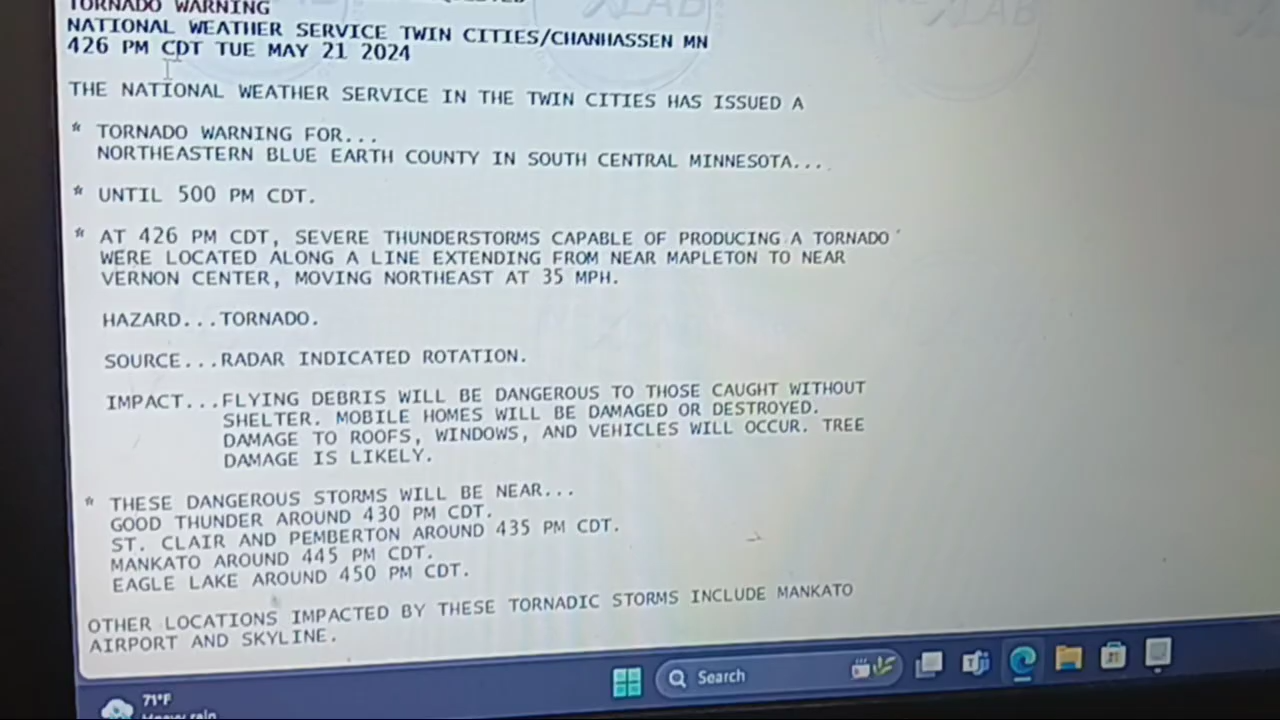 TORNADO WARNING
NATIONAL WEATHER SERVICE TWIN CITIES/CHANHASSEN MN
426 PM CDT TUE MAY 21 2024
THE NATIONAL WEATHER SERVICE IN THE TWIN CITIES HAS ISSUED A
* TORNADO WARNING FOR...
NORTHEASTERN BLUE EARTH COUNTY IN SOUTH CENTRAL MINNESOTA...
* UNTIL 500 PM CDT.
* AT 426 PM CDT, SEVERE THUNDERSTORMS CAPABLE OF PRODUCING A TORNADO
WERE LOCATED ALONG A LINE EXTENDING FROM NEAR MAPLETON TO NEAR
VERNON CENTER, MOVING NORTHEAST AT 35 MPH.
HAZARD...TORNADO.
SOURCE...RADAR INDICATED ROTATION.
IMPACT...FLYING DEBRIS WILL BE DANGEROUS TO THOSE CAUGHT WITHOUT
SHELTER. MOBILE HOMES WILL BE DAMAGED OR DESTROYED.
DAMAGE TO ROOFS, WINDOWS, AND VEHICLES WILL OCCUR. TREE
DAMAGE IS LIKELY.
* THESE DANGEROUS STORMS WILL BE NEAR...
GOOD THUNDER AROUND 430 PM CDT.
ST. CLAIR AND PEMBERTON AROUND 435 PM CDT.
MANKATO AROUND 445 PM CDT.
EAGLE LAKE AROUND 450 PM CDT.
OTHER LOCATIONS IMPACTED BY THESE TORNADIC STORMS INCLUDE MANKATO
AIRPORT AND SKYLINE.
71°F
Heavy rain
Search